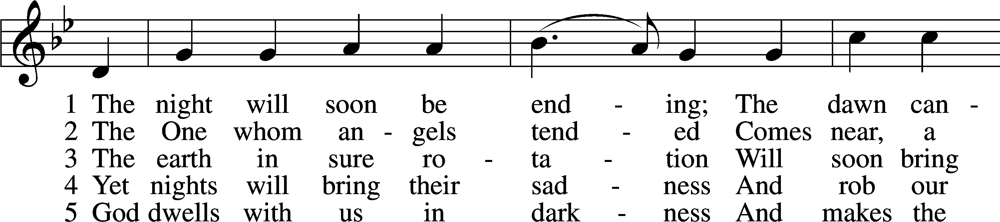 1 The night will soon be end - ing; The dawn can -
2 The One whom an - gels tend - ed Comes near, a
3 The earth in sure ro - ta - tion Will soon bring
4 Yet nights will bring their sad - ness And rob our
5 God dwells with us in dark - ness And makes the